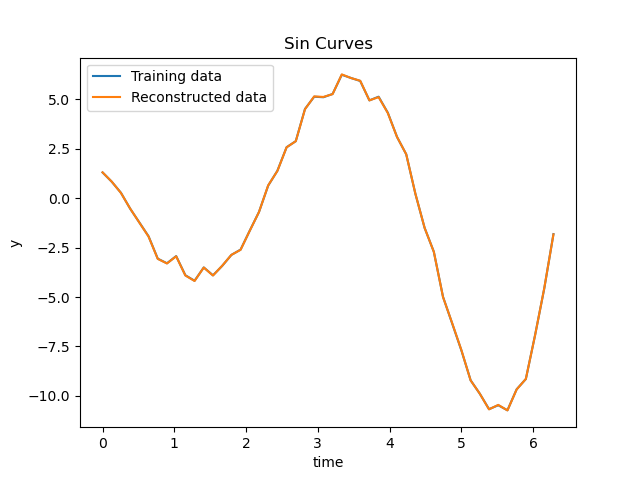 Sin Curves
Training data
Reconstructed data
5.0
2.5
0.0
−2.5
−5.0
−7.5
−10.0
y
0 1 2 3 4 5 6
time